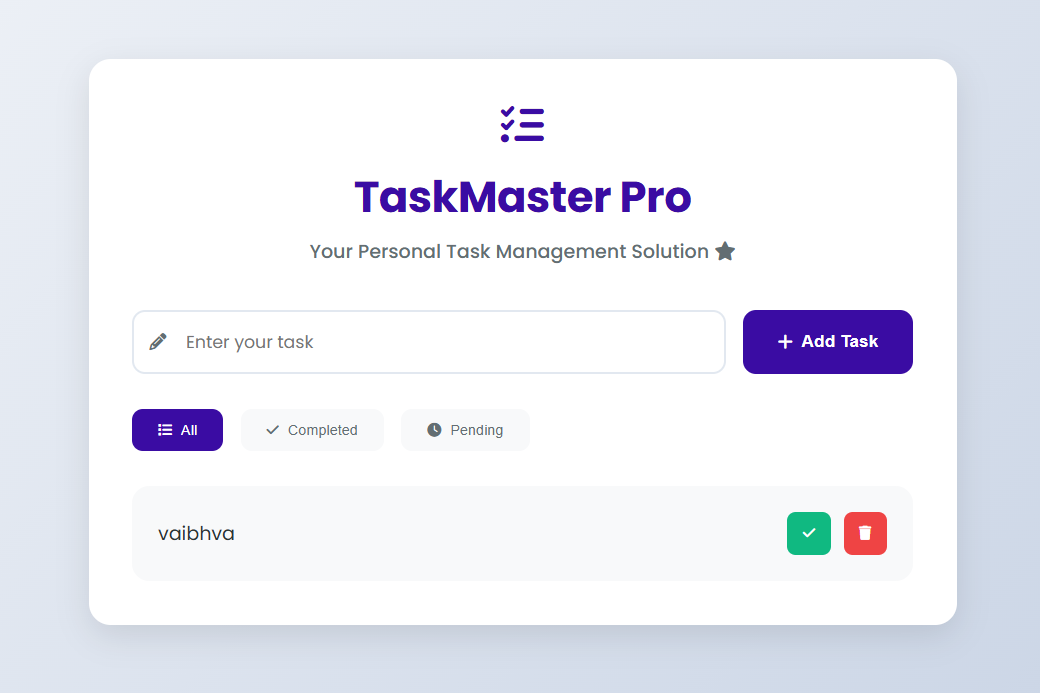 TaskMaster Pro
Your Personal Task Management Solution
Enter your task
Add Task
All
Completed
Pending
vaibhva